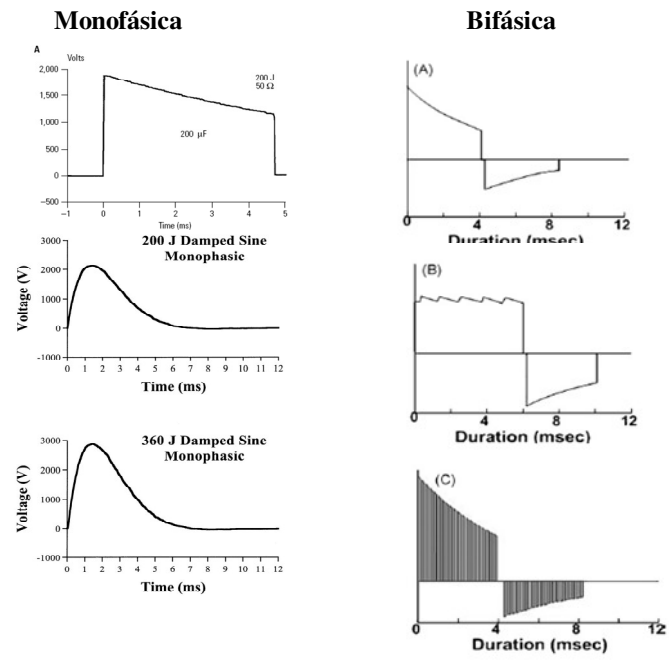 Monofásica
A
Volts
2,000
1,500
1,000
500
0
−500
200 J
50 Ω
200 µF
−1 0 1 2 3 4 5
Time (ms)
200 J Damped Sine
Monophasic
Voltage (V)
3000
2000
1000
0
-1000
0 1 2 3 4 5 6 7 8 9 10 11 12
Time (ms)
360 J Damped Sine
Monophasic
Voltage (V)
3000
2000
1000
0
-1000
0 1 2 3 4 5 6 7 8 9 10 11 12
Time (ms)
Bifásica
(A)
0 4 8 12
Duration (msec)
(B)
0 4 8 12
Duration (msec)
(C)
0 4 8 12
Duration (msec)